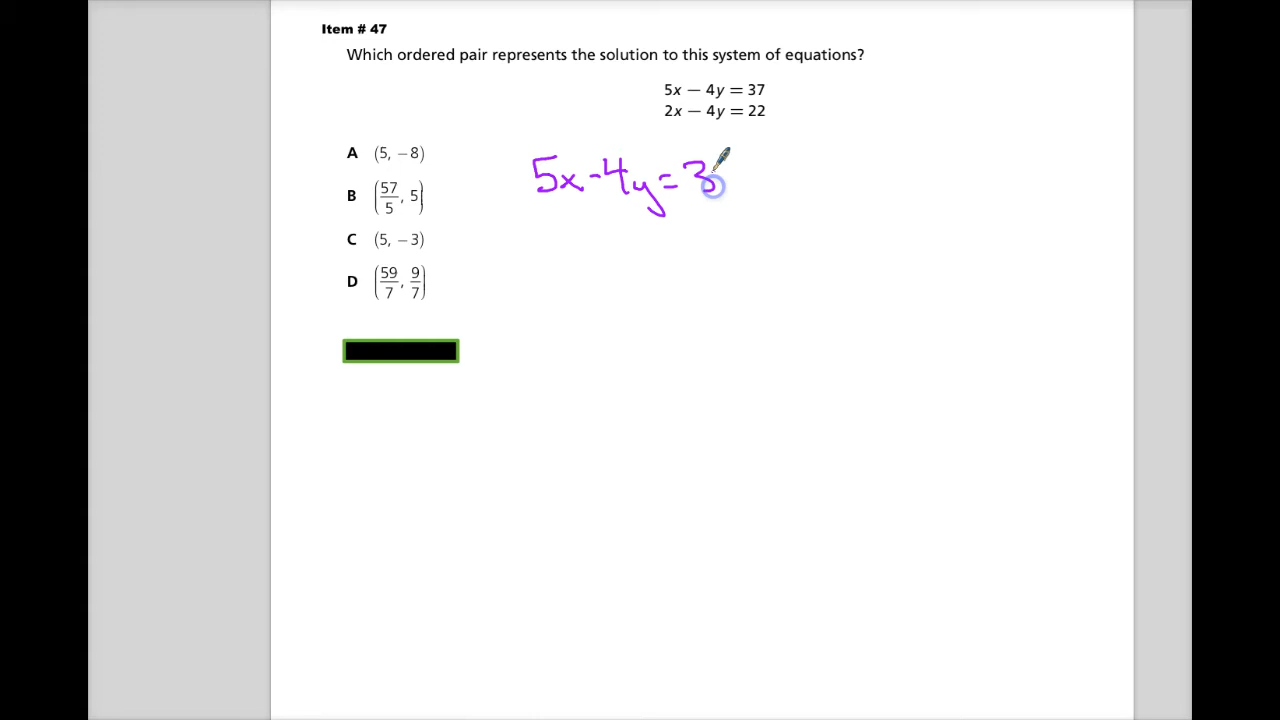 Item # 47
Which ordered pair represents the solution to this system of equations?
5x − 4y = 37
2x − 4y = 22
A (5, −8)
B (57/5, 5)
C (5, −3)
D (59/7, 9/7)
5x-4y=3